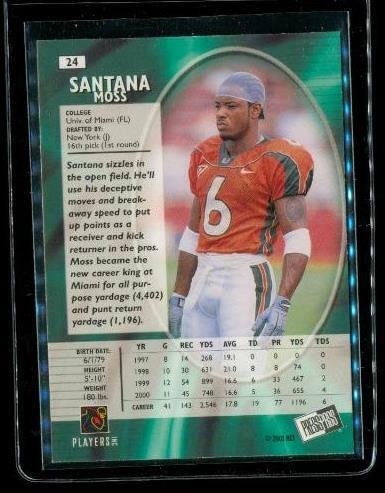 24
SANTANA
MOSS
COLLEGE
Univ. of Miami (FL)
DRAFTED BY:
New York (J)
16th pick (1st round)
Santana sizzles in
the open field. He'll
use his deceptive
moves and break-
away speed to put
up points as a
receiver and kick
returner in the pros.
Moss became the
new career king at
Miami for all pur-
pose yardage (4,402)
and punt return
yardage (1,196).
6
BIRTH DATE:
6/1/79
HEIGHT
5'-10"
WEIGHT
180 lbs.
YR G REC YDS AVG TD PR YDS TDS
1997 8 14 268 19.1 0 0 0 0
1998 10 30 631 21.0 8 8 74 0
1999 12 54 899 16.6 5 33 467 2
2000 11 45 748 16.6 5 36 655 4
CAREER 41 143 2,546 17.8 19 77 1196 6
PLAYERS INC
PRESS PASS